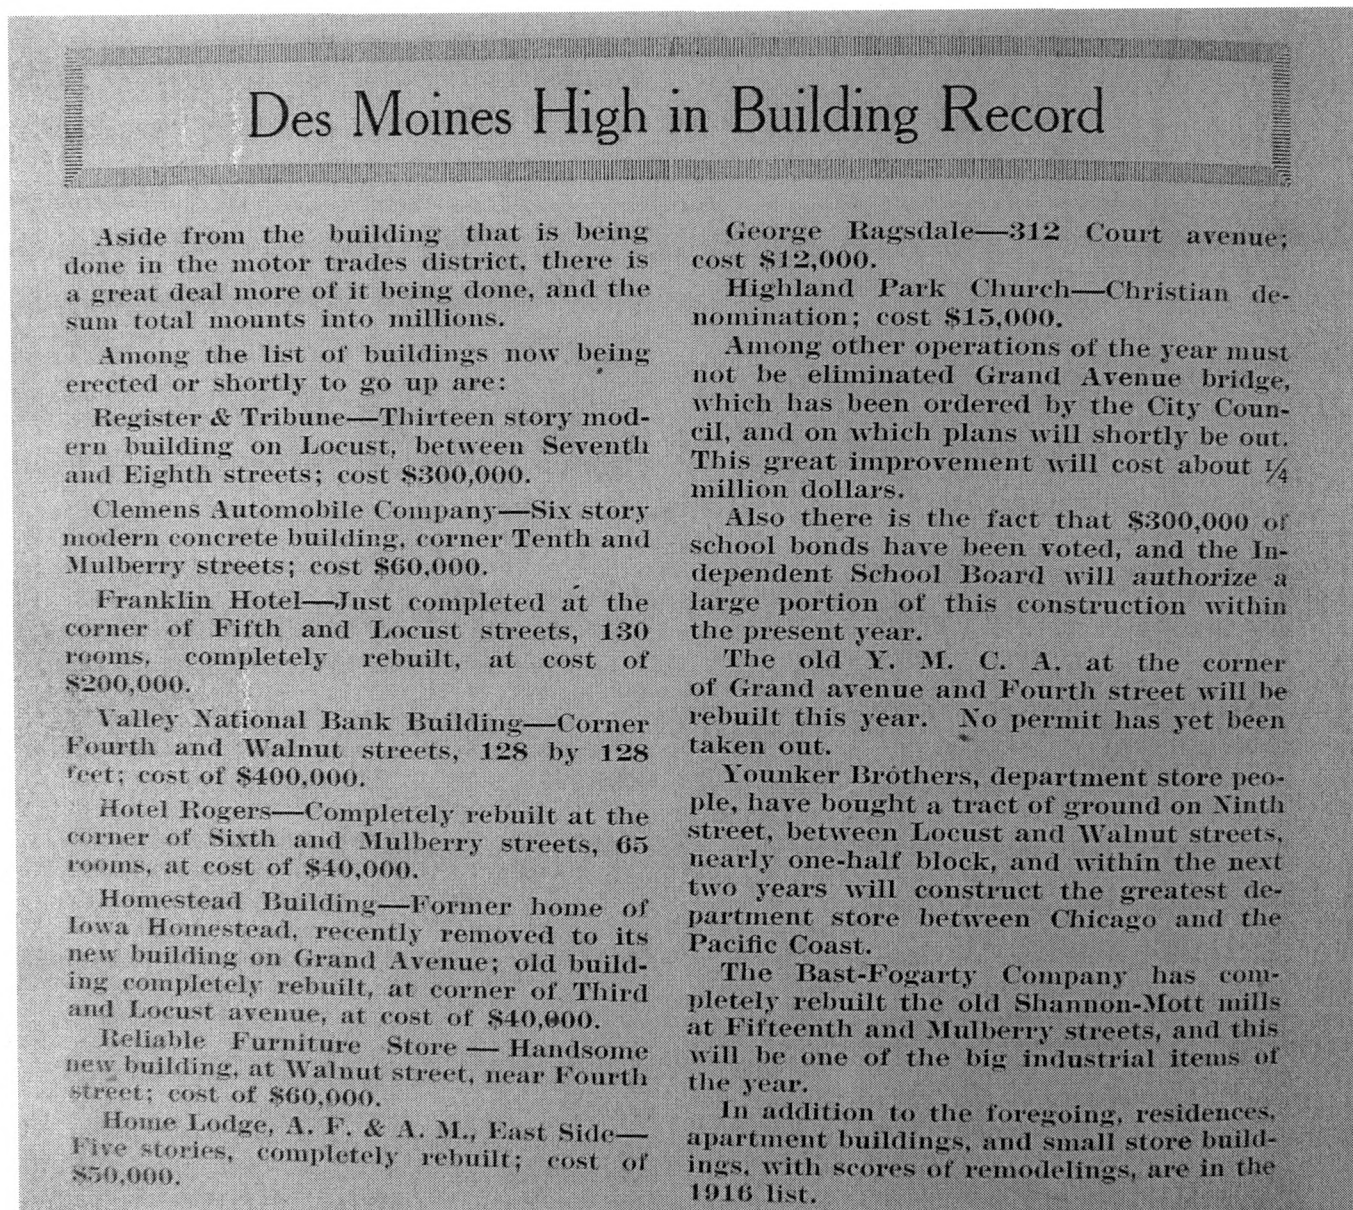 Des Moines High in Building Record
Aside from the building that is being
done in the motor trades district, there is
a great deal more of it being done, and the
sum total mounts into millions.
Among the list of buildings now being
erected or shortly to go up are:
Register & Tribune—Thirteen story mod-
ern building on Locust, between Seventh
and Eighth streets; cost $300,000.
Clemens Automobile Company—Six story
modern concrete building, corner Tenth and
Mulberry streets; cost $60,000.
Franklin Hotel—Just completed at the
corner of Fifth and Locust streets, 130
rooms, completely rebuilt, at cost of
$200,000.
Valley National Bank Building—Corner
Fourth and Walnut streets, 128 by 128
feet; cost of $400,000.
Hotel Rogers—Completely rebuilt at the
corner of Sixth and Mulberry streets, 65
rooms, at cost of $40,000.
Homestead Building—Former home of
Iowa Homestead, recently removed to its
new building on Grand Avenue; old build-
ing completely rebuilt, at corner of Third
and Locust avenue, at cost of $40,000.
Reliable Furniture Store — Handsome
new building, at Walnut street, near Fourth
street; cost of $60,000.
Home Lodge, A. F. & A. M., East Side—
Five stories, completely rebuilt; cost of
$50,000.
George Ragsdale—312 Court avenue;
cost $12,000.
Highland Park Church—Christian de-
nomination; cost $15,000.
Among other operations of the year must
not be eliminated Grand Avenue bridge,
which has been ordered by the City Coun-
cil, and on which plans will shortly be out.
This great improvement will cost about ¼
million dollars.
Also there is the fact that $300,000 of
school bonds have been voted, and the In-
dependent School Board will authorize a
large portion of this construction within
the present year.
The old Y. M. C. A. at the corner
of Grand avenue and Fourth street will be
rebuilt this year. No permit has yet been
taken out.
Younker Brothers, department store peo-
ple, have bought a tract of ground on Ninth
street, between Locust and Walnut streets,
nearly one-half block, and within the next
two years will construct the greatest de-
partment store between Chicago and the
Pacific Coast.
The Bast-Fogarty Company has com-
pletely rebuilt the old Shannon-Mott mills
at Fifteenth and Mulberry streets, and this
will be one of the big industrial items of
the year.
In addition to the foregoing, residences,
apartment buildings, and small store build-
ings, with scores of remodelings, are in the
1916 list.